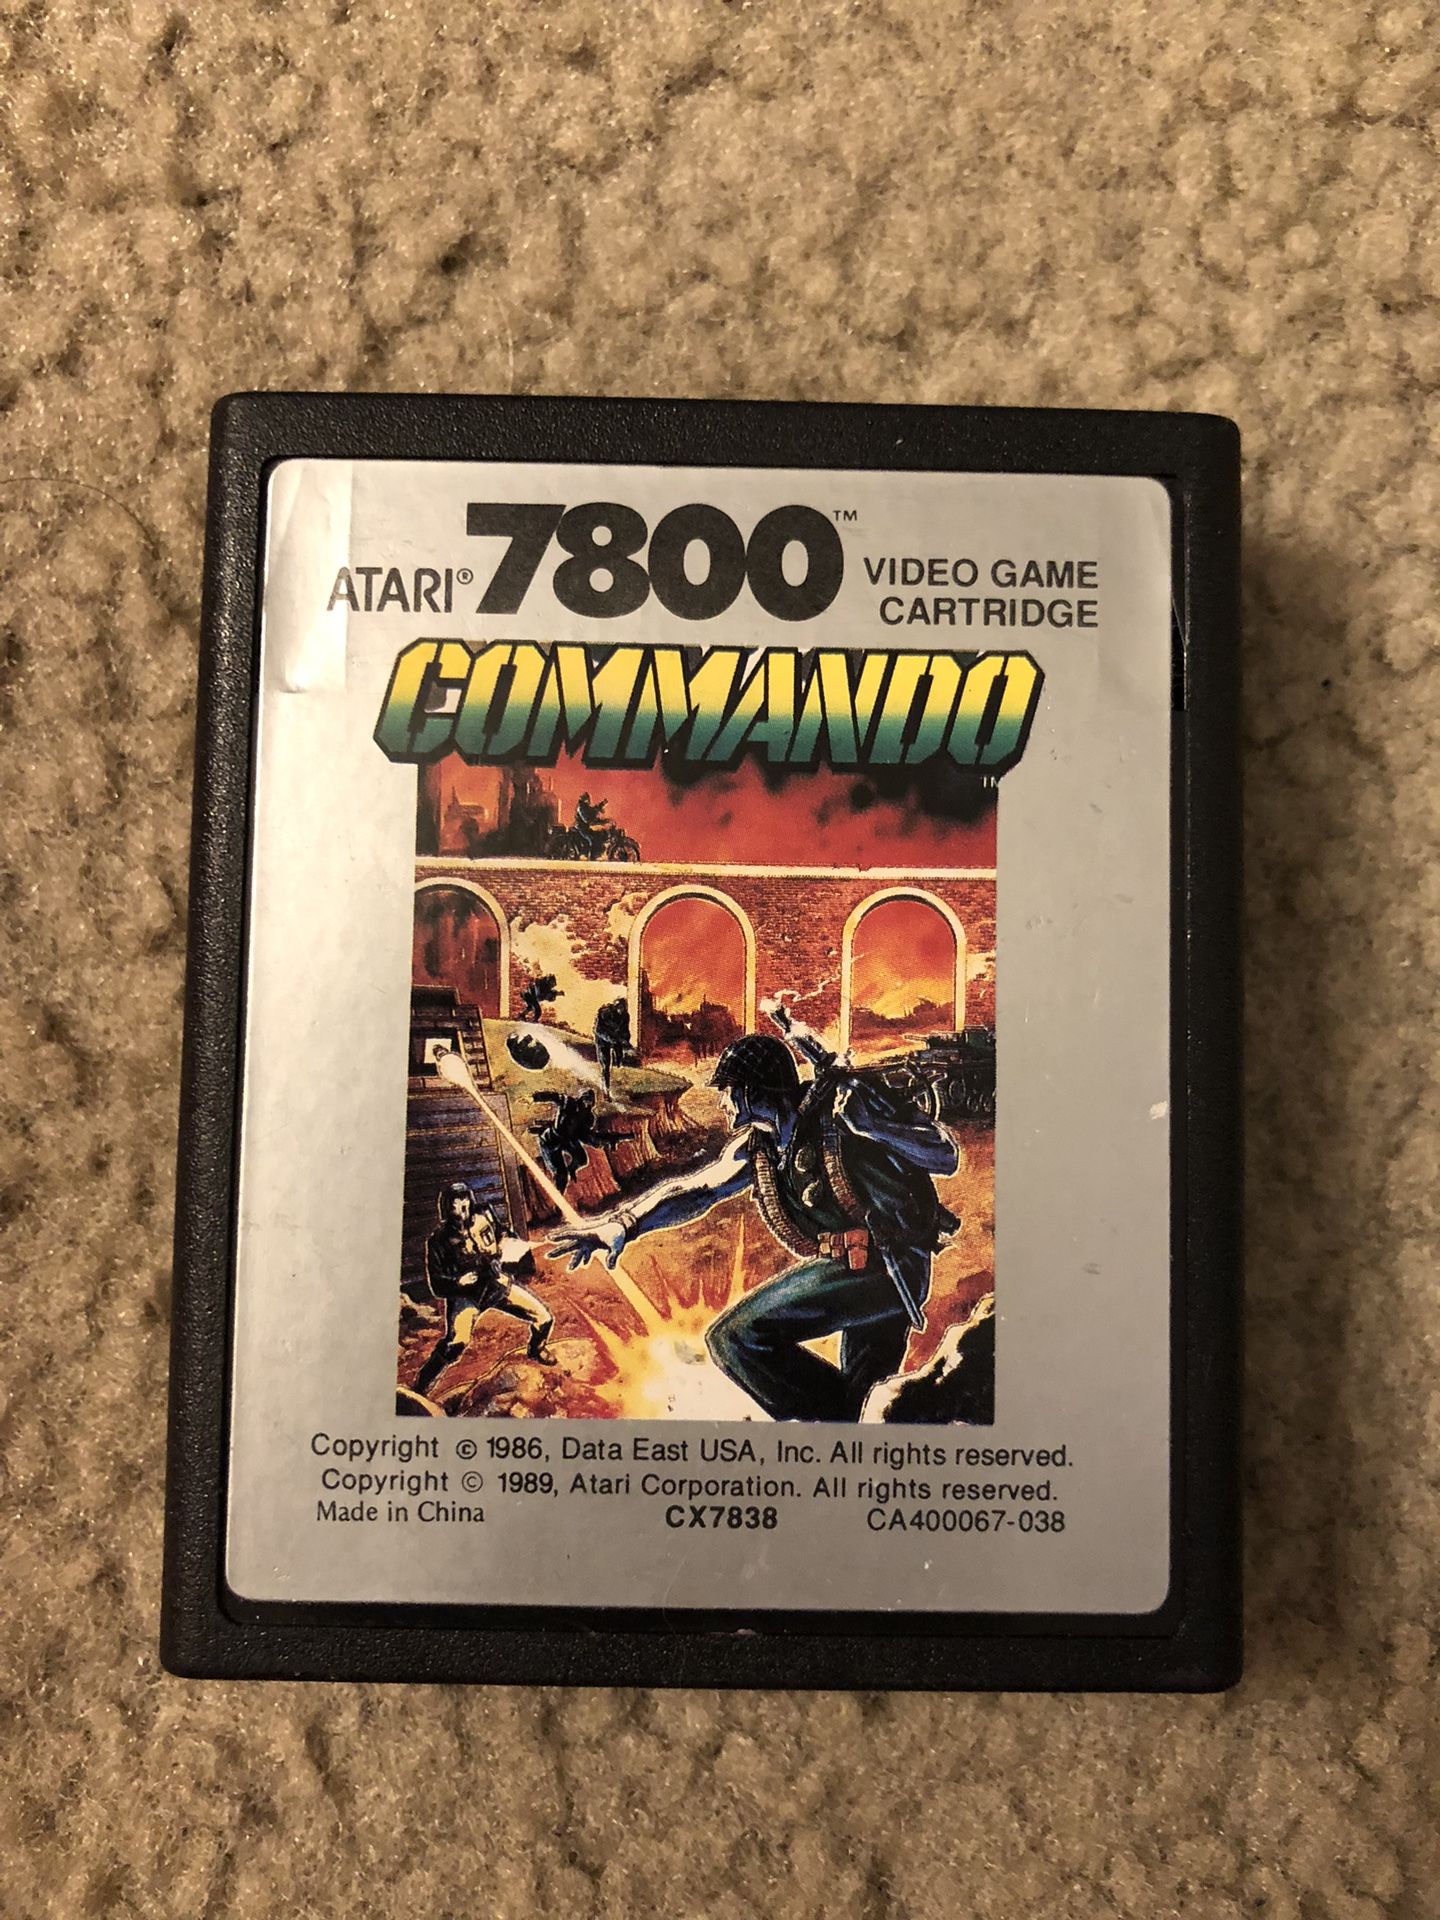 ATARI® 7800™ VIDEO GAME CARTRIDGE
COMMANDO™
Copyright © 1986, Data East USA, Inc. All rights reserved.
Copyright © 1989, Atari Corporation. All rights reserved.
Made in China CX7838 CA400067-038